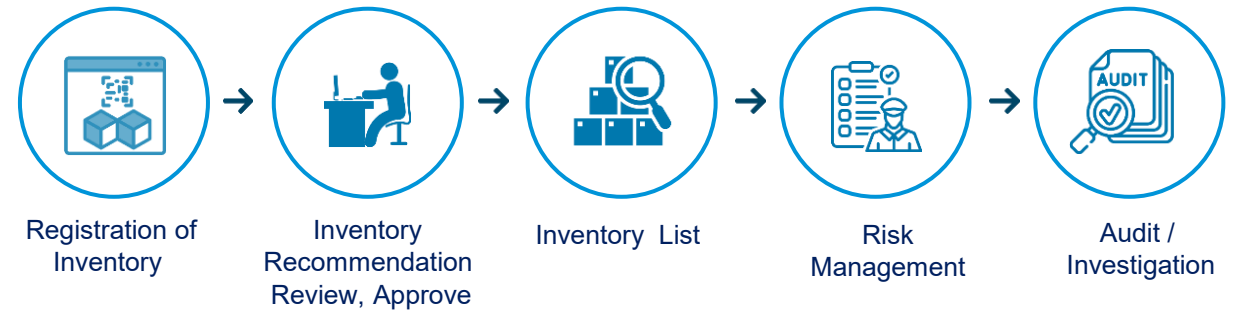 AUDIT
Registration of
Inventory
Inventory
Recommendation
Review, Approve
Inventory List
Risk
Management
Audit /
Investigation